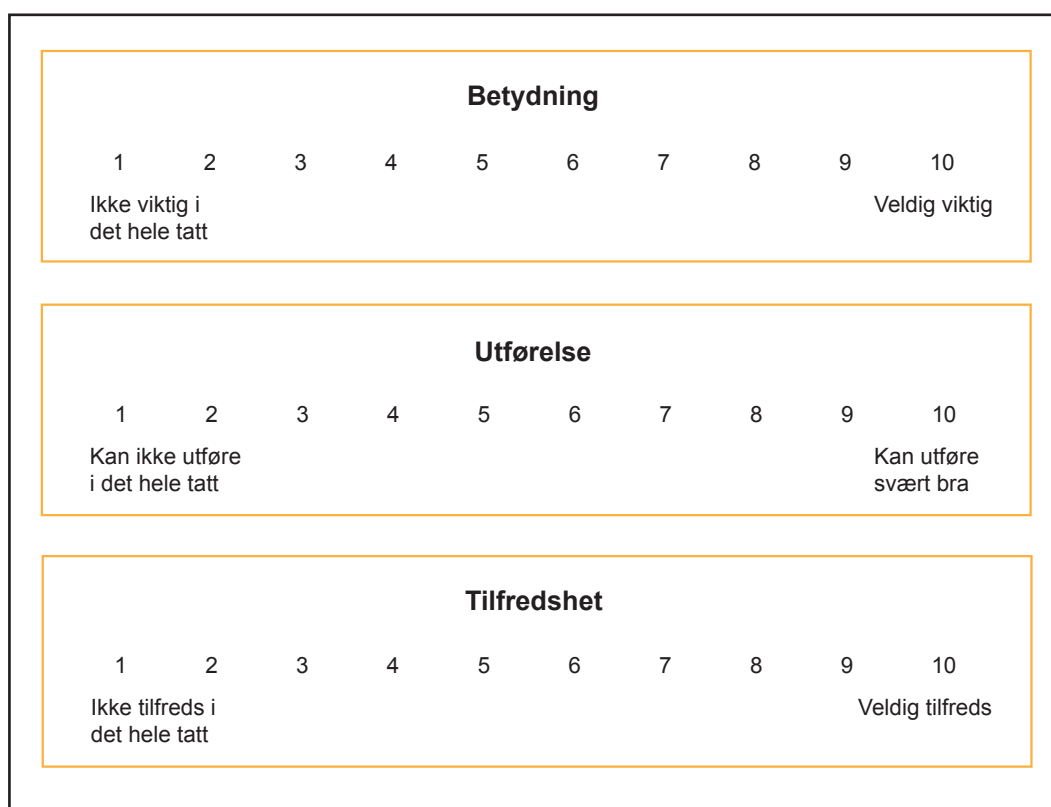 Betydning
1 2 3 4 5 6 7 8 9 10
Ikke viktig i
det hele tatt
Veldig viktig
Utførelse
1 2 3 4 5 6 7 8 9 10
Kan ikke utføre
i det hele tatt
Kan utføre
svært bra
Tilfredshet
1 2 3 4 5 6 7 8 9 10
Ikke tilfreds i
det hele tatt
Veldig tilfreds